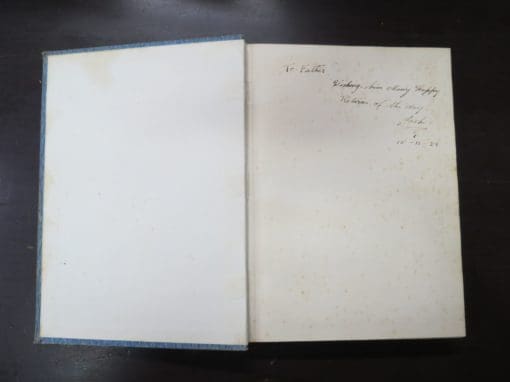 To Father
Wishing him Many Happy
Returns of the day